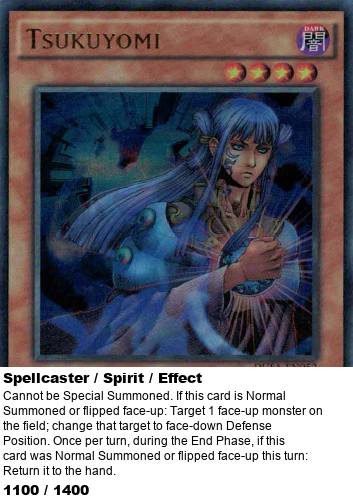 Tsukuyomi
DARK
闇
Spellcaster / Spirit / Effect
Cannot be Special Summoned. If this card is Normal
Summoned or flipped face-up: Target 1 face-up monster on
the field; change that target to face-down Defense
Position. Once per turn, during the End Phase, if this
card was Normal Summoned or flipped face-up this turn:
Return it to the hand.
1100 / 1400